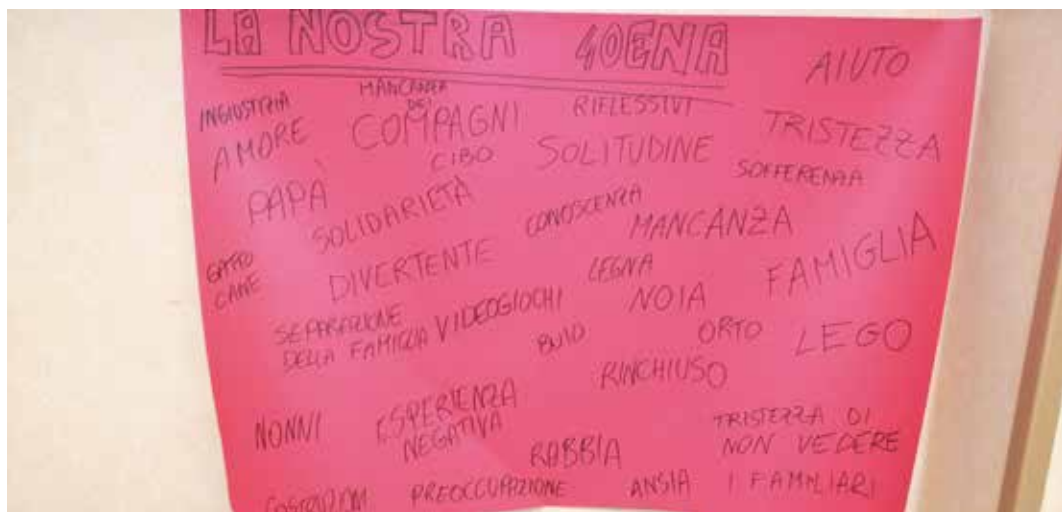 LA NOSTRA 40ENA
AIUTO
INGIUSTIZIA
MANCANZA
DEI
COMPAGNI
RIFLESSIVI
TRISTEZZA
AMORE
CIBO
SOLITUDINE
SOFFERENZA
PAPÀ
SOLIDARIETÀ
CONOSCENZA
MANCANZA
GATTO
CANE
DIVERTENTE
LEGNA
FAMIGLIA
SEPARAZIONE
DELLA FAMIGLIA
VIDEOGIOCHI
NOIA
BUIO
ORTO
LEGO
RINCHIUSO
NONNI
ESPERIENZA
NEGATIVA
RABBIA
TRISTEZZA DI
NON VEDERE
I FAMILIARI
COSTRUZIONI
PREOCCUPAZIONE
ANSIA